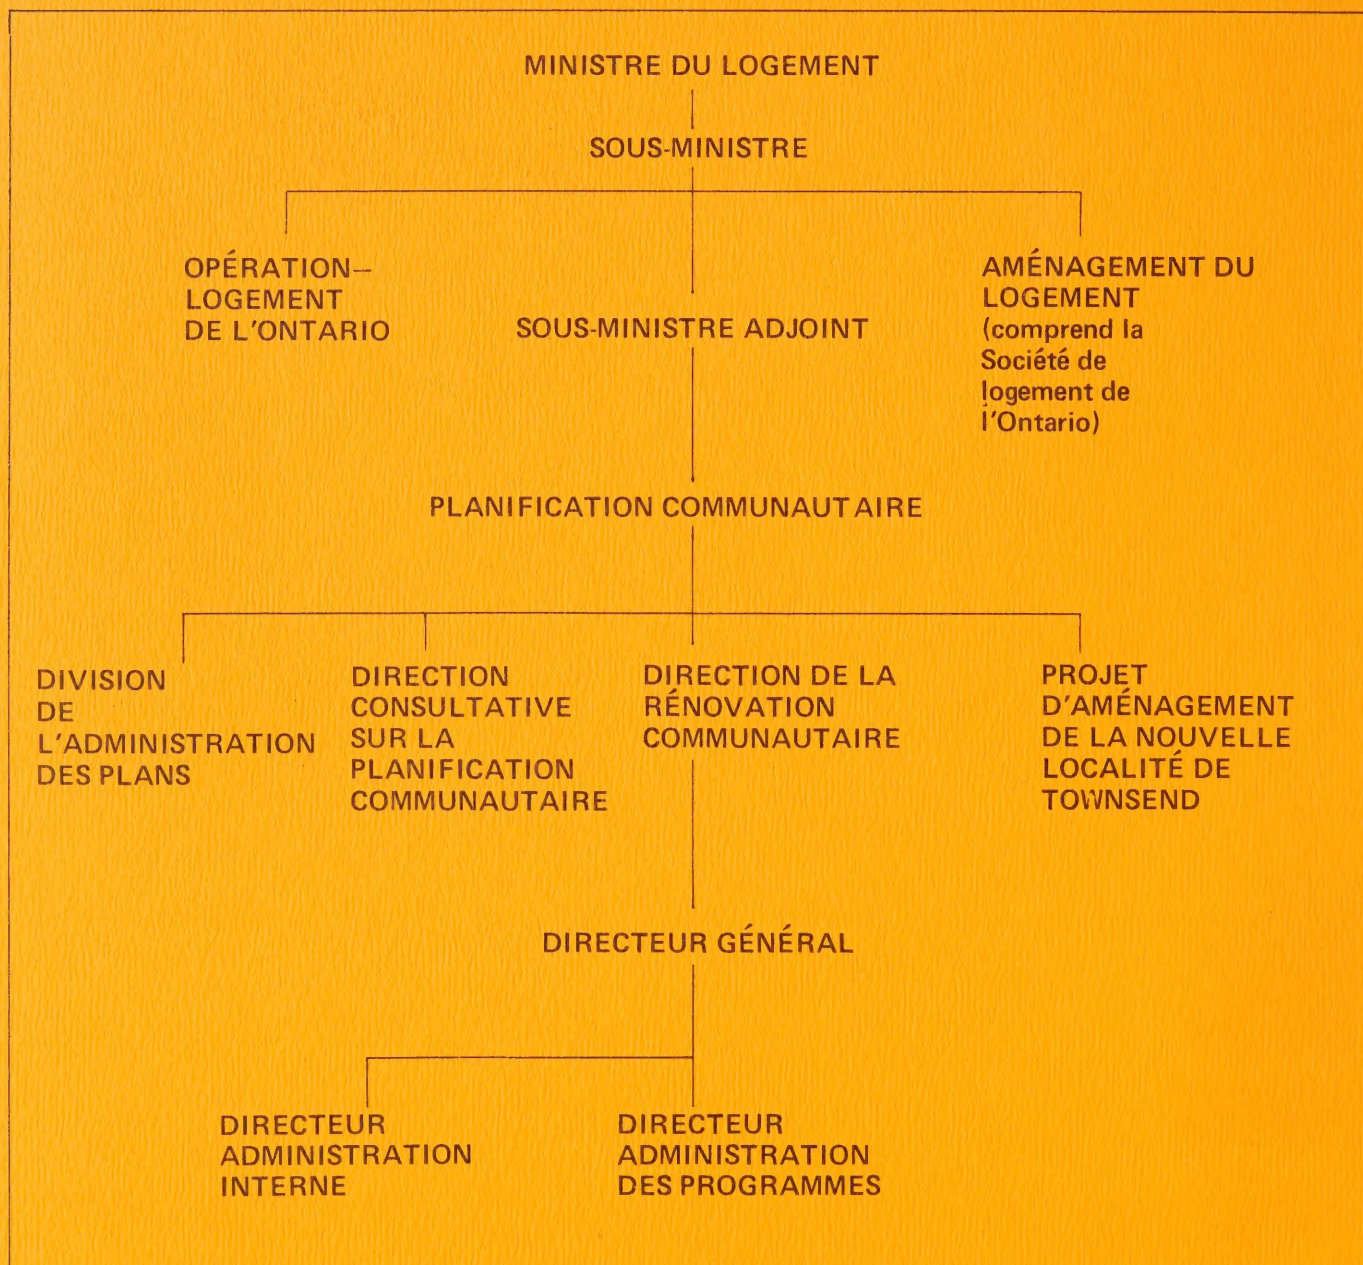 MINISTRE DU LOGEMENT
SOUS-MINISTRE
OPÉRATION—
LOGEMENT
DE L'ONTARIO
SOUS-MINISTRE ADJOINT
AMÉNAGEMENT DU
LOGEMENT
(comprend la
Société de
logement de
l'Ontario)
PLANIFICATION COMMUNAUTAIRE
DIVISION
DE
L'ADMINISTRATION
DES PLANS
DIRECTION
CONSULTATIVE
SUR LA
PLANIFICATION
COMMUNAUTAIRE
DIRECTION DE LA
RÉNOVATION
COMMUNAUTAIRE
PROJET
D'AMÉNAGEMENT
DE LA NOUVELLE
LOCALITÉ DE
TOWNSEND
DIRECTEUR GÉNÉRAL
DIRECTEUR
ADMINISTRATION
INTERNE
DIRECTEUR
ADMINISTRATION
DES PROGRAMMES